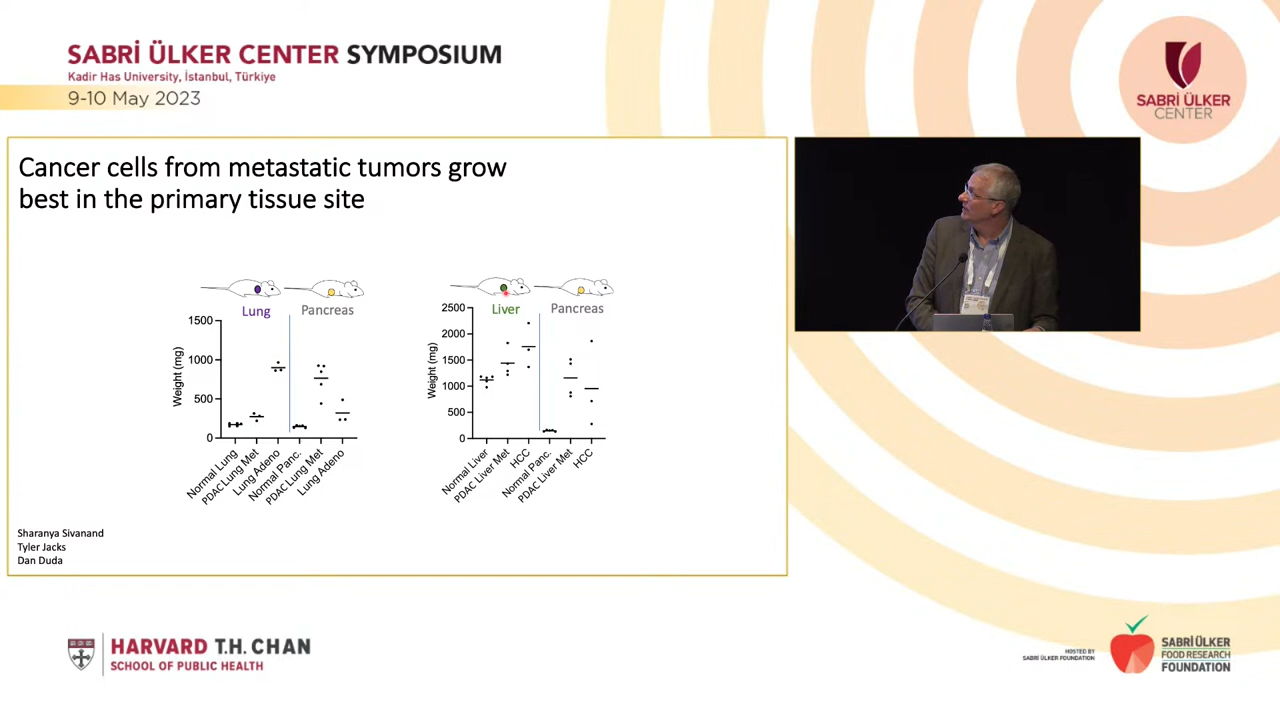 SABRİ ÜLKER CENTER SYMPOSIUM
Kadir Has University, İstanbul, Türkiye
9-10 May 2023
SABRİ ÜLKER
CENTER
Cancer cells from metastatic tumors grow
best in the primary tissue site
Lung
Pancreas
Weight (mg)
1500
1000
500
0
Normal Lung
PDAC Lung Met
Lung Adeno
Normal Panc.
PDAC Lung Met
Lung Adeno
Liver
Pancreas
Weight (mg)
2500
2000
1500
1000
500
0
Normal Liver
PDAC Liver Met
HCC
Normal Panc.
PDAC Liver Met
HCC
Sharanya Sivanand
Tyler Jacks
Dan Duda
HARVARD T.H. CHAN
SCHOOL OF PUBLIC HEALTH
HOSTED BY
SABRİ ÜLKER FOUNDATION
SABRİ ÜLKER
FOOD RESEARCH
FOUNDATION